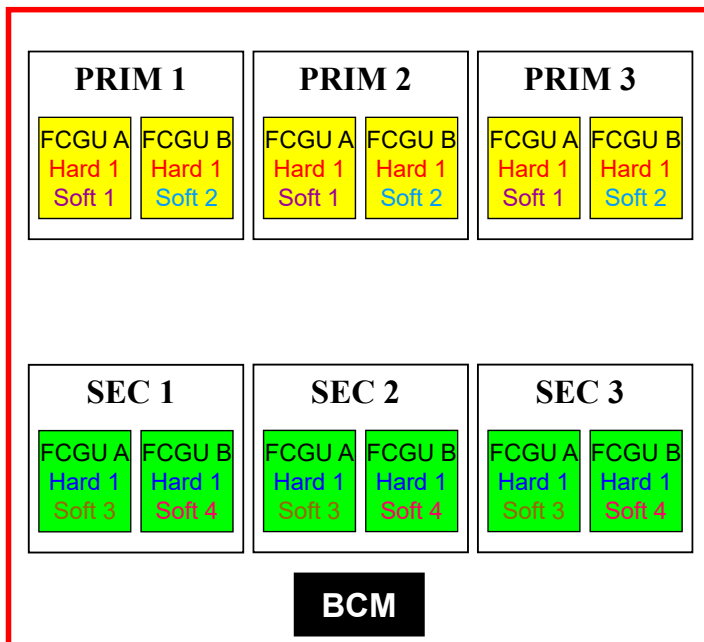 PRIM 1 PRIM 2 PRIM 3
FCGU A FCGU B FCGU A FCGU B FCGU A FCGU B
Hard 1 Hard 1 Hard 1 Hard 1 Hard 1 Hard 1
Soft 1 Soft 2 Soft 1 Soft 2 Soft 1 Soft 2
SEC 1 SEC 2 SEC 3
FCGU A FCGU B FCGU A FCGU B FCGU A FCGU B
Hard 1 Hard 1 Hard 1 Hard 1 Hard 1 Hard 1
Soft 3 Soft 4 Soft 3 Soft 4 Soft 3 Soft 4
BCM